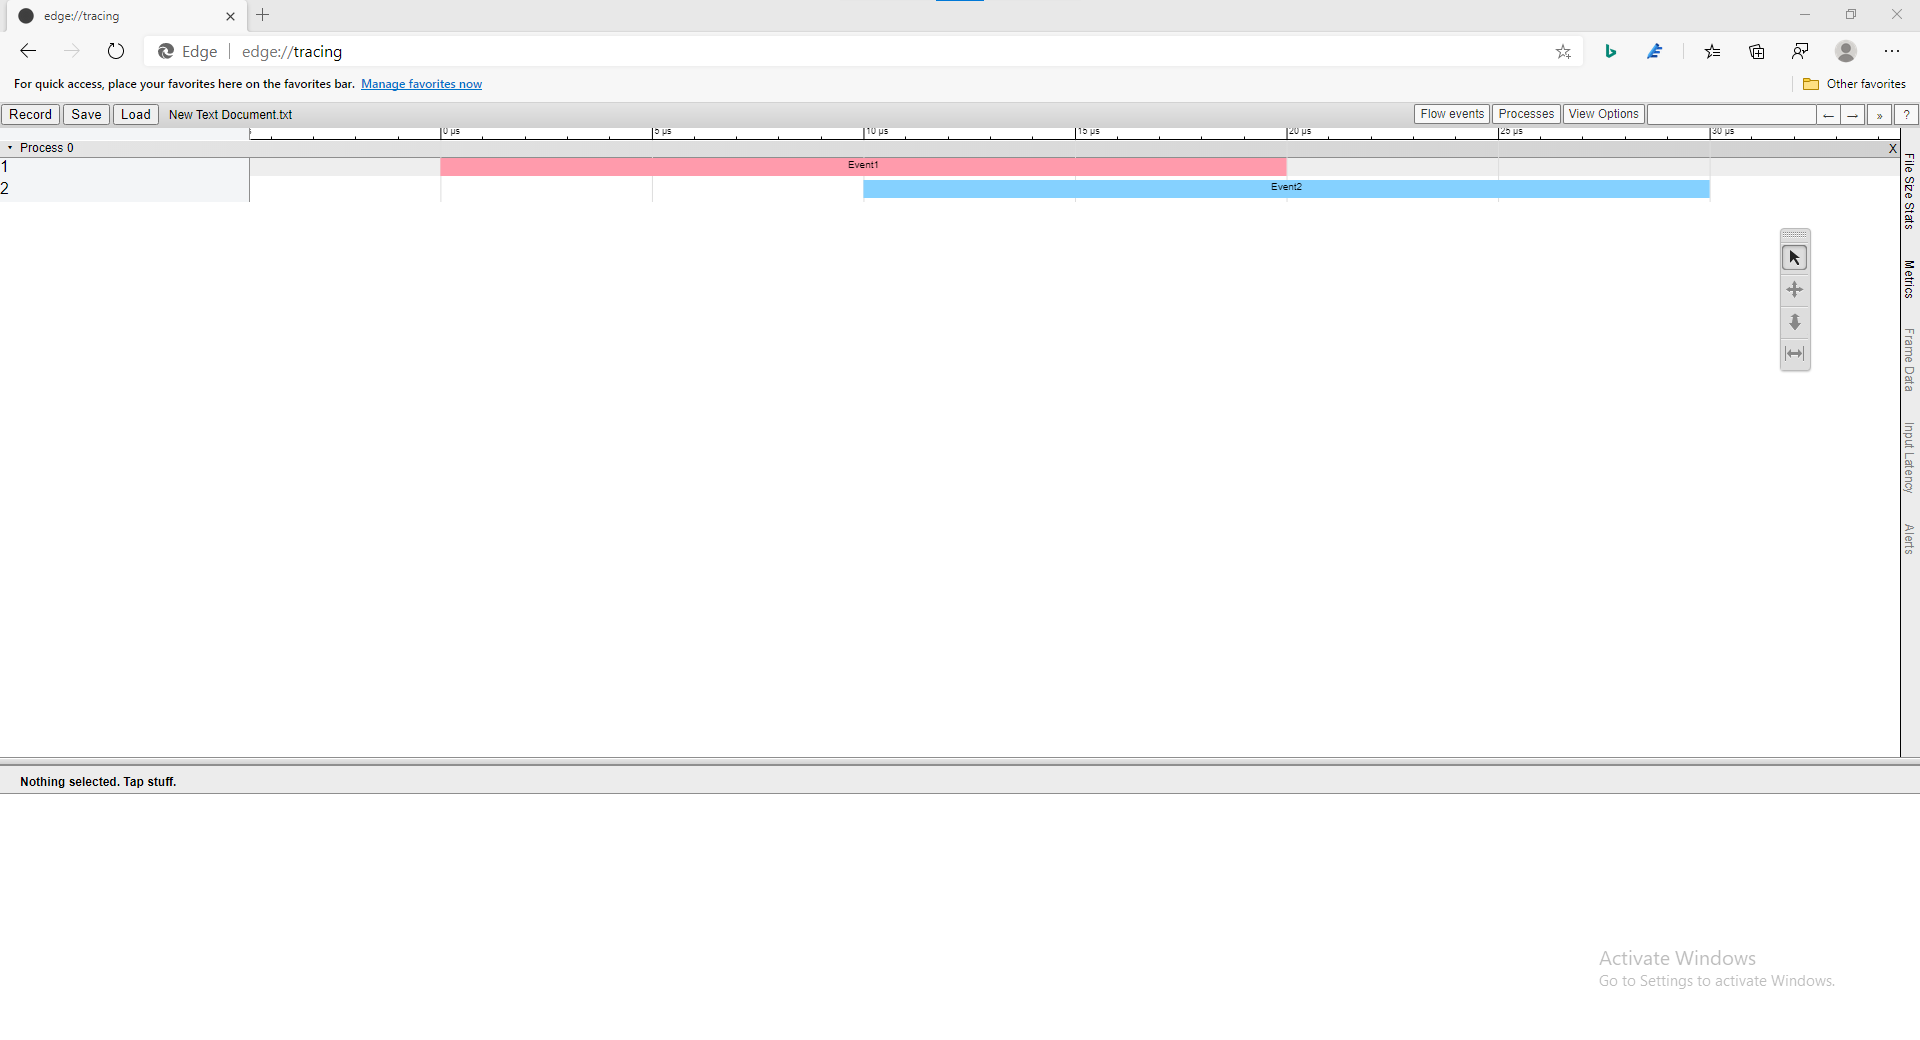 edge://tracing
Edge edge://tracing
For quick access, place your favorites here on the favorites bar. Manage favorites now
Other favorites
Record Save Load New Text Document.txt
Flow events Processes View Options ← → » ?
0 µs 5 µs 10 µs 15 µs 20 µs 25 µs 30 µs
Process 0 X
1 Event1
2 Event2
File Size Stats
Metrics
Frame Data
Input Latency
Alerts
Nothing selected. Tap stuff.
Activate Windows
Go to Settings to activate Windows.